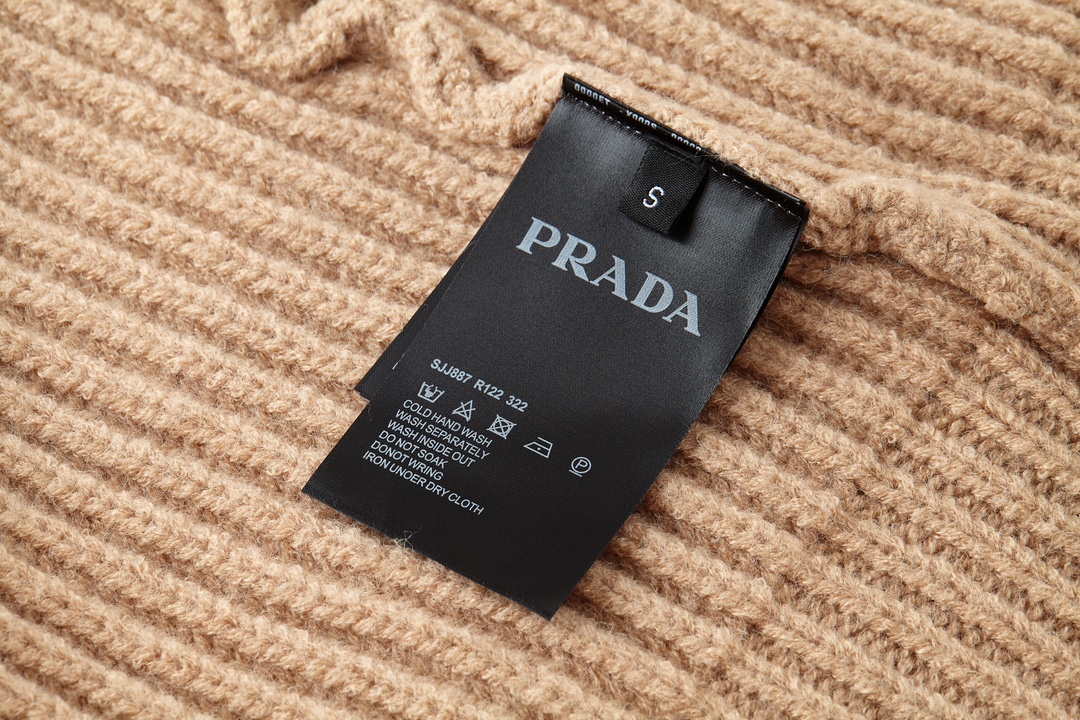 S
PRADA
SJJ887 R122 322
COLD HAND WASH
WASH SEPARATELY
WASH INSIDE OUT
DO NOT SOAK
DONOT WRING
IRON UNOER DRY CLOTH
P